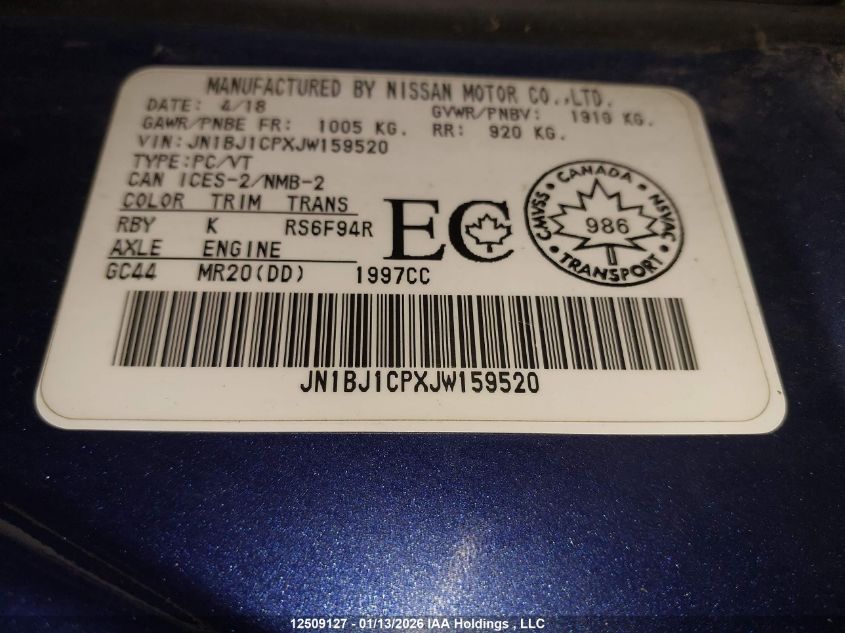 MANUFACTURED BY NISSAN MOTOR CO.,LTD.
DATE: 4/18 GVWR/PNBV: 1910 KG.
GAWR/PNBE FR: 1005 KG. RR: 920 KG.
VIN: JN1BJ1CPXJW159520
TYPE:PC/VT
CAN ICES-2/NMB-2
COLOR TRIM TRANS
RBY K RS6F94R
AXLE ENGINE
GC44 MR20(DD) 1997CC
EC
CANADA
CMVSS 986 NSVAC
TRANSPORT
JN1BJ1CPXJW159520
12509127 - 01/13/2026 IAA Holdings , LLC